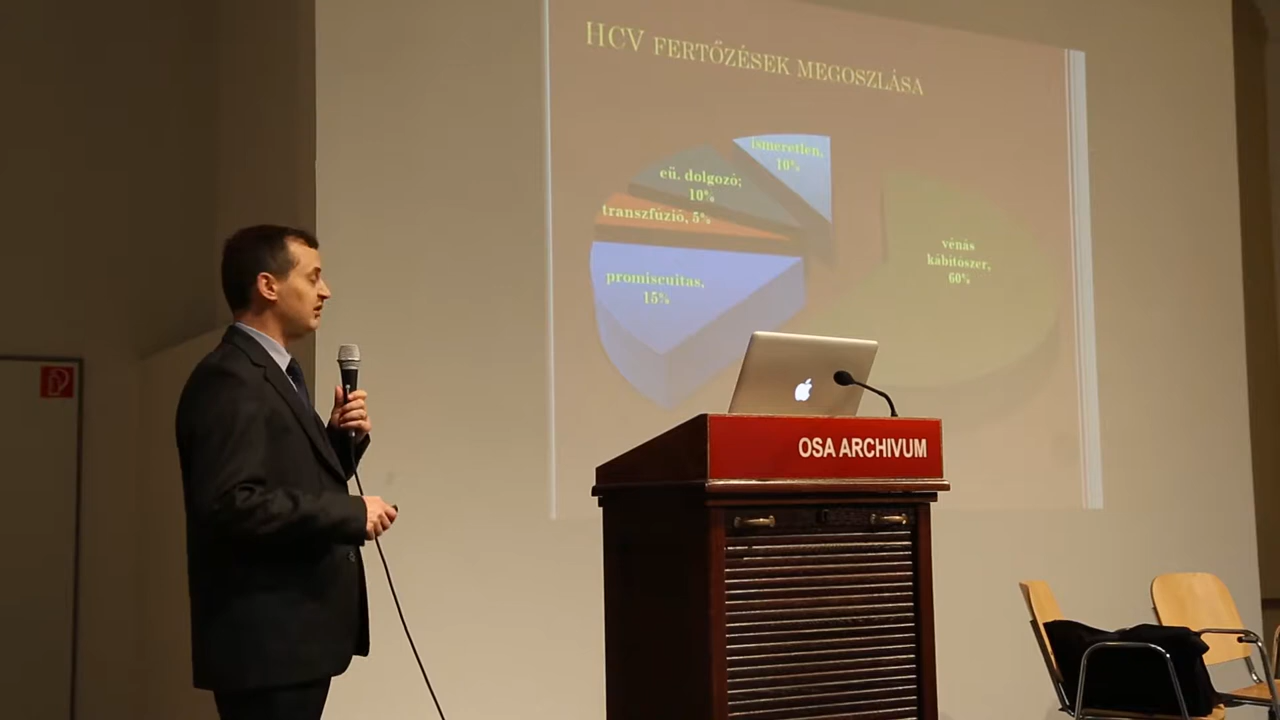 HCV FERTŐZÉSEK MEGOSZLÁSA
ismeretlen,
10%
eü. dolgozó;
10%
transzfúzió, 5%
promiscuitas,
15%
vénás
kábítószer,
60%
OSA ARCHIVUM